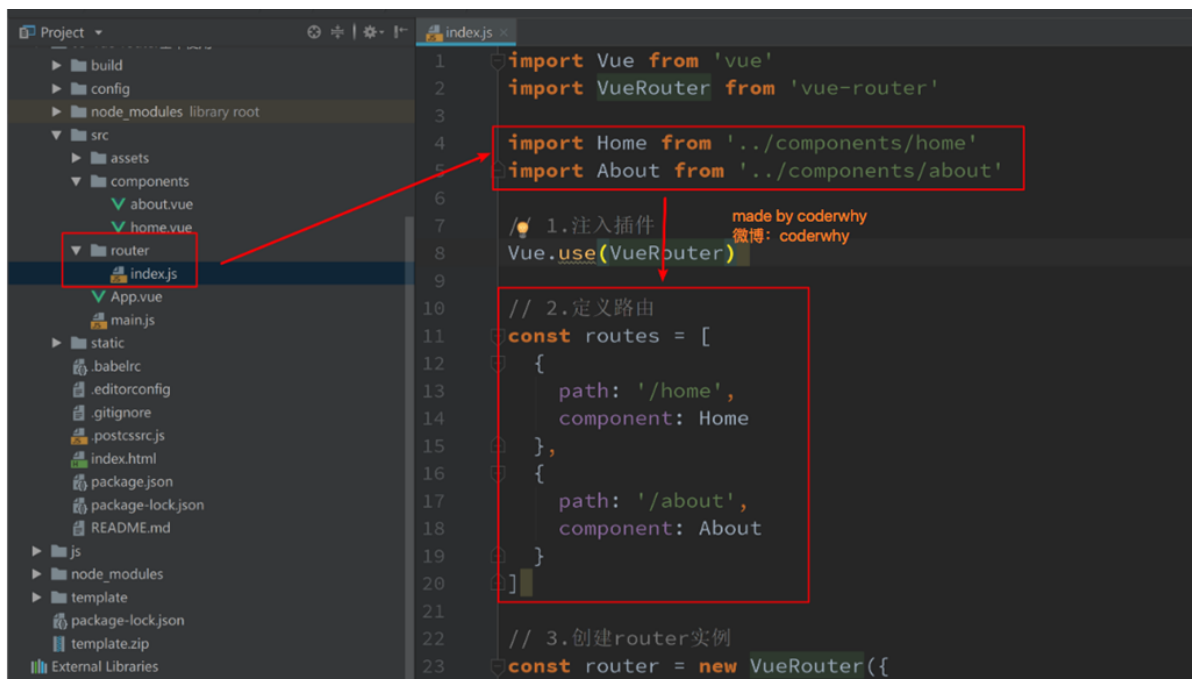 Project
build
config
node_modules library root
src
assets
components
about.vue
home.vue
router
index.js
App.vue
main.js
static
.babelrc
.editorconfig
.gitignore
.postcssrc.js
index.html
package.json
package-lock.json
README.md
js
node_modules
template
package-lock.json
template.zip
External Libraries
index.js
1 import Vue from 'vue'
2 import VueRouter from 'vue-router'
3
4 import Home from '../components/home'
5 import About from '../components/about'
6
7 // 1.注入插件
8 Vue.use(VueRouter)
9
10 // 2.定义路由
11 const routes = [
12 {
13 path: '/home',
14 component: Home
15 },
16 {
17 path: '/about',
18 component: About
19 }
20 ]
21
22 // 3.创建router实例
23 const router = new VueRouter({
made by coderwhy
微博：coderwhy